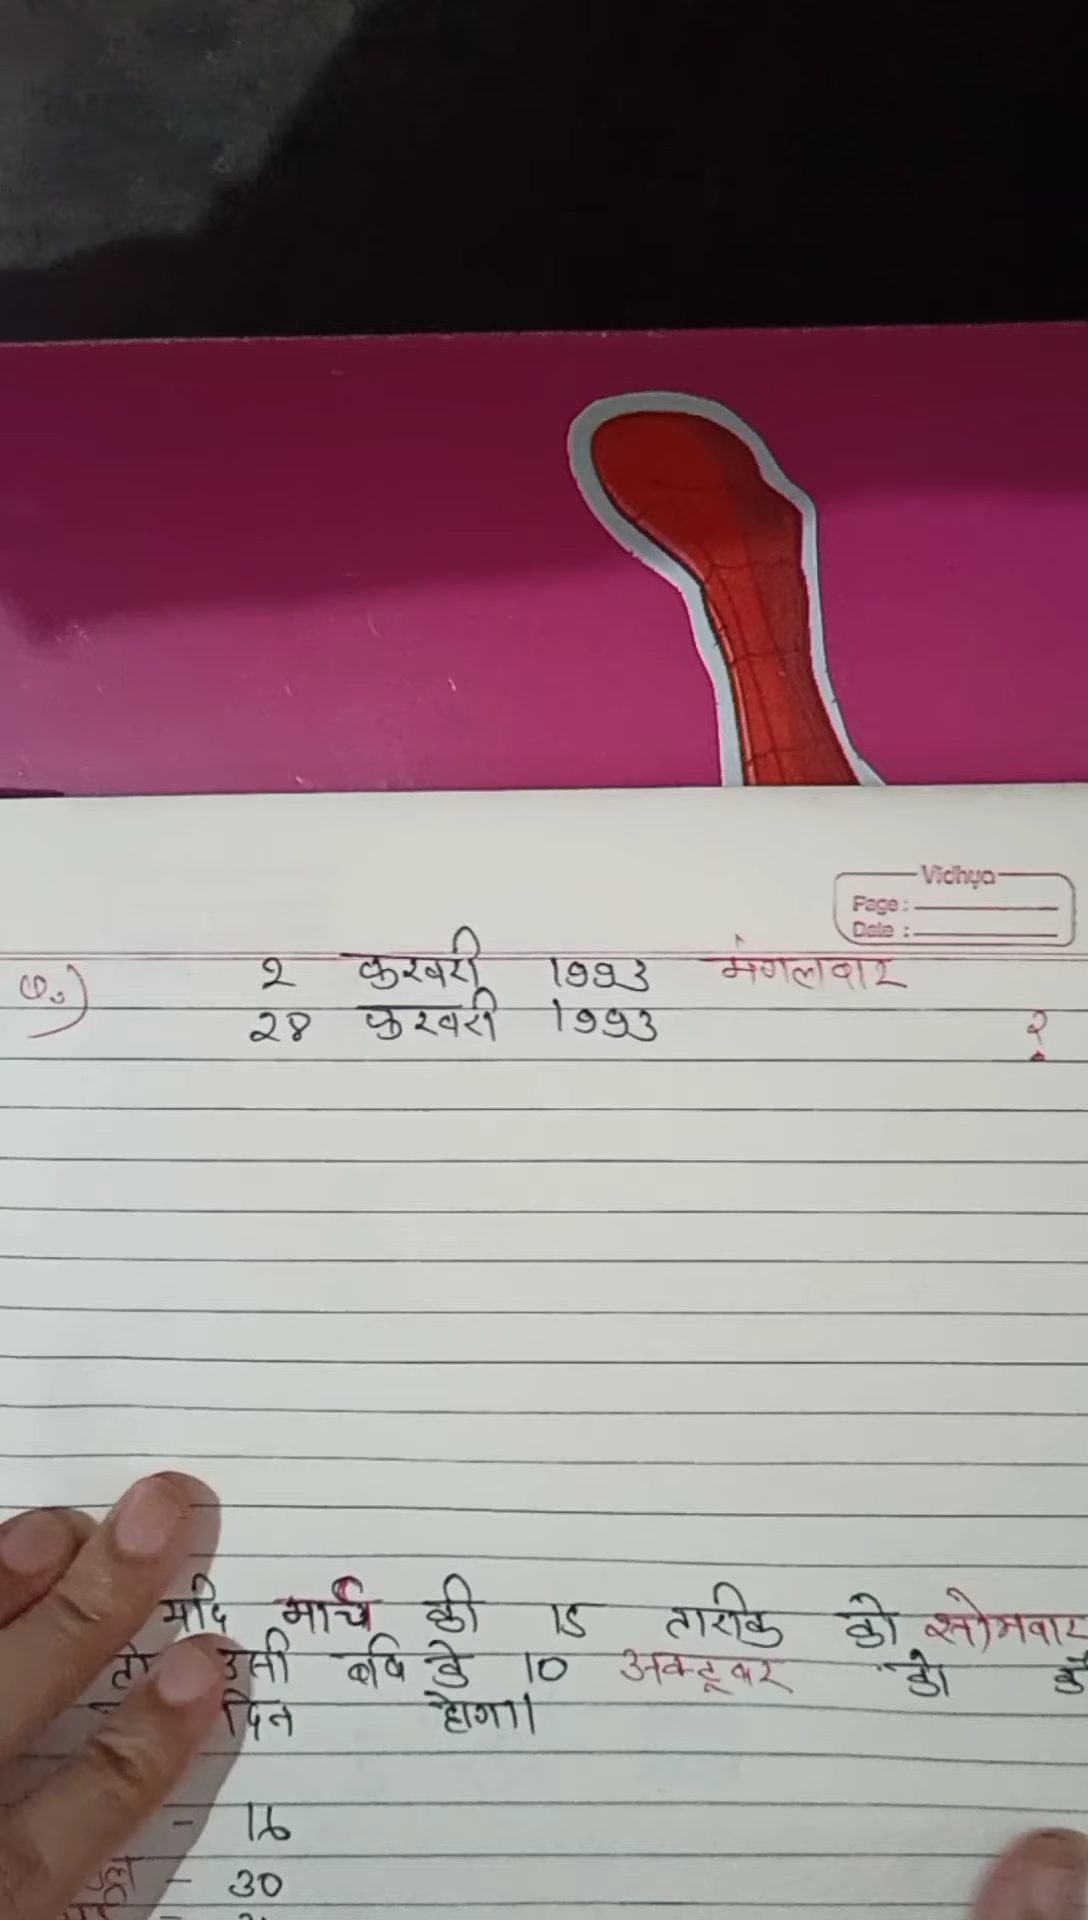 Vidhya
Page :
Date :
Q.) 2 फरवरी 1993 मंगलवार
28 फरवरी 1993 ?
यदि मार्च की 15 तारीक को सोमवार
तो उसी वर्ष के 10 अक्टूबर को
दिन होगा।
- 16
- 30